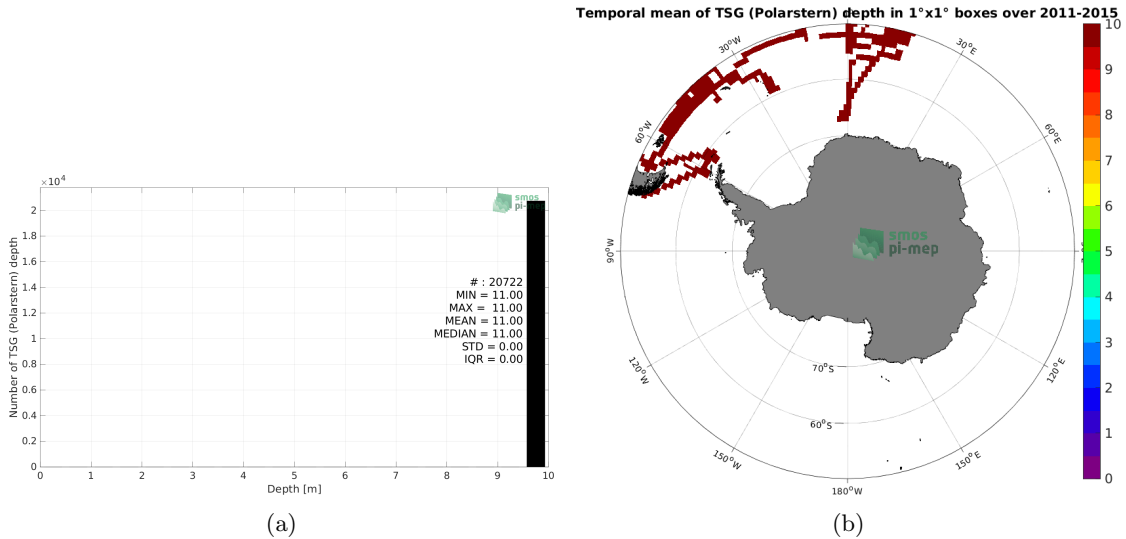 ×10⁴
2
1.8
1.6
1.4
1.2
1
0.8
0.6
0.4
0.2
0
Number of TSG (Polarstern) depth
smos
pi-mep
# : 20722
MIN = 11.00
MAX = 11.00
MEAN = 11.00
MEDIAN = 11.00
STD = 0.00
IQR = 0.00
0 1 2 3 4 5 6 7 8 9 10
Depth [m]
(a)
Temporal mean of TSG (Polarstern) depth in 1°x1° boxes over 2011-2015
30°W
30°E
60°W
60°E
90°W
smos
pi-mep
120°W
120°E
70°S
60°S
150°W
150°E
180°W
10
9
8
7
6
5
4
3
2
1
0
(b)